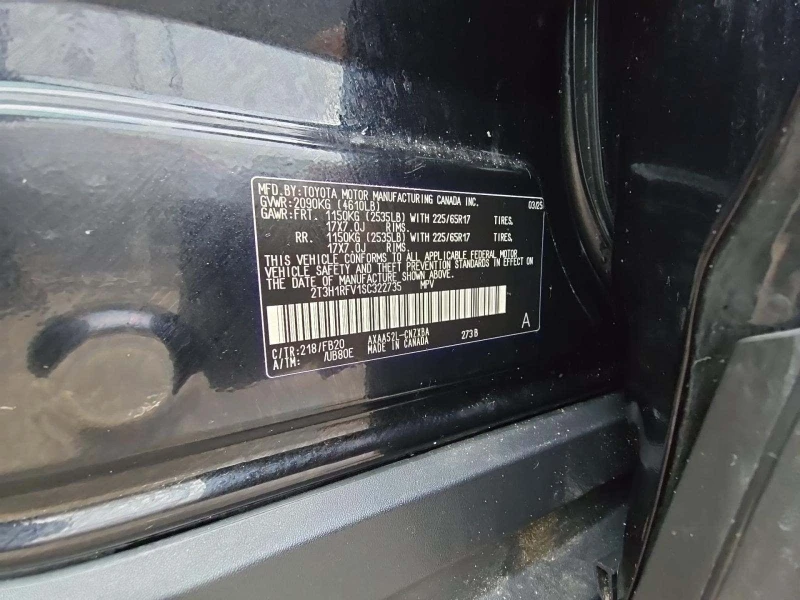 MFD.BY:TOYOTA MOTOR MANUFACTURING CANADA INC. 03/25
GVWR:2090KG (4610LB)
GAWR:FRT. 1150KG (2535LB) WITH 225/65R17 TIRES,
17X7.0J RIMS.
RR. 1150KG (2535LB) WITH 225/65R17 TIRES,
17X7.0J RIMS.
THIS VEHICLE CONFORMS TO ALL APPLICABLE FEDERAL MOTOR
VEHICLE SAFETY AND THEFT PREVENTION STANDARDS IN EFFECT ON
THE DATE OF MANUFACTURE SHOWN ABOVE.
2T3H1RFV1SC322735 MPV
C/TR:218/FB20 AXAA52L-CNZXBA 273B A
A/TM: /UB80E MADE IN CANADA